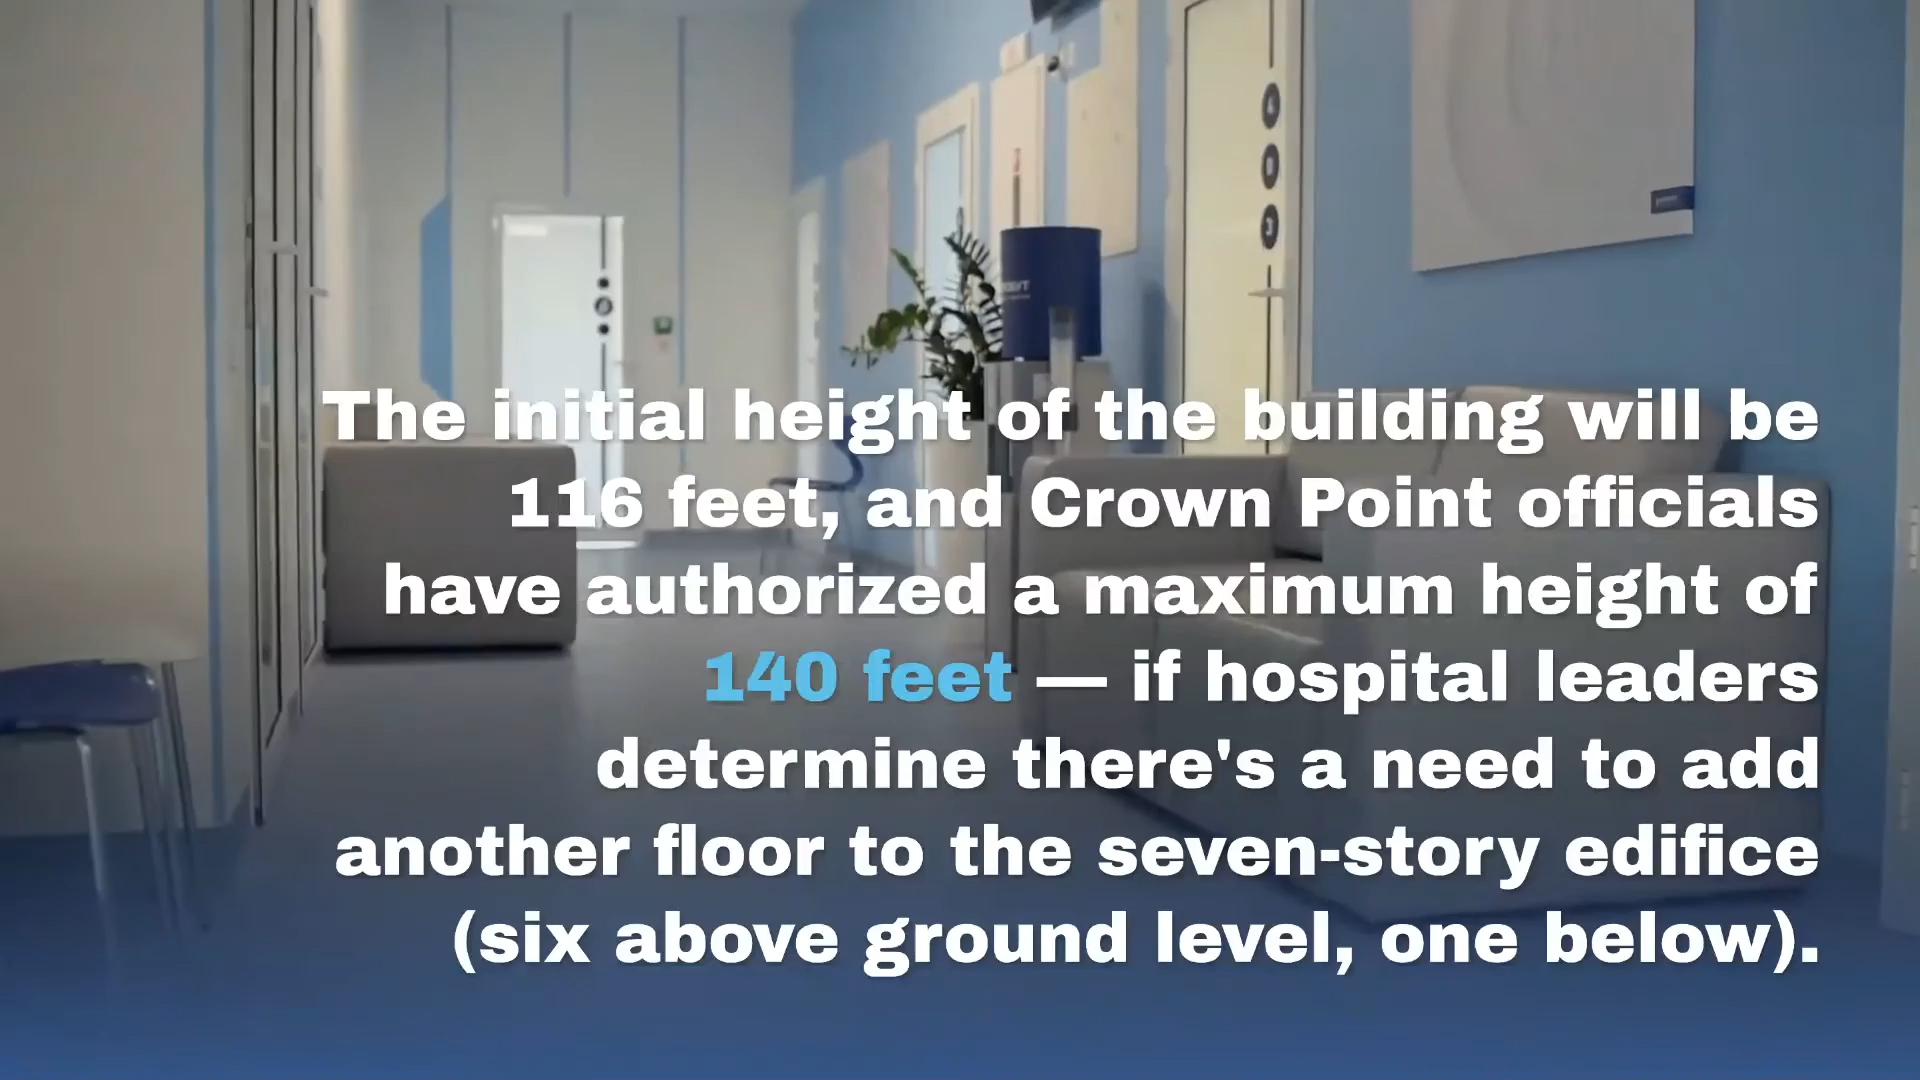 The initial height of the building will be
116 feet, and Crown Point officials
have authorized a maximum height of
140 feet — if hospital leaders
determine there's a need to add
another floor to the seven-story edifice
(six above ground level, one below).